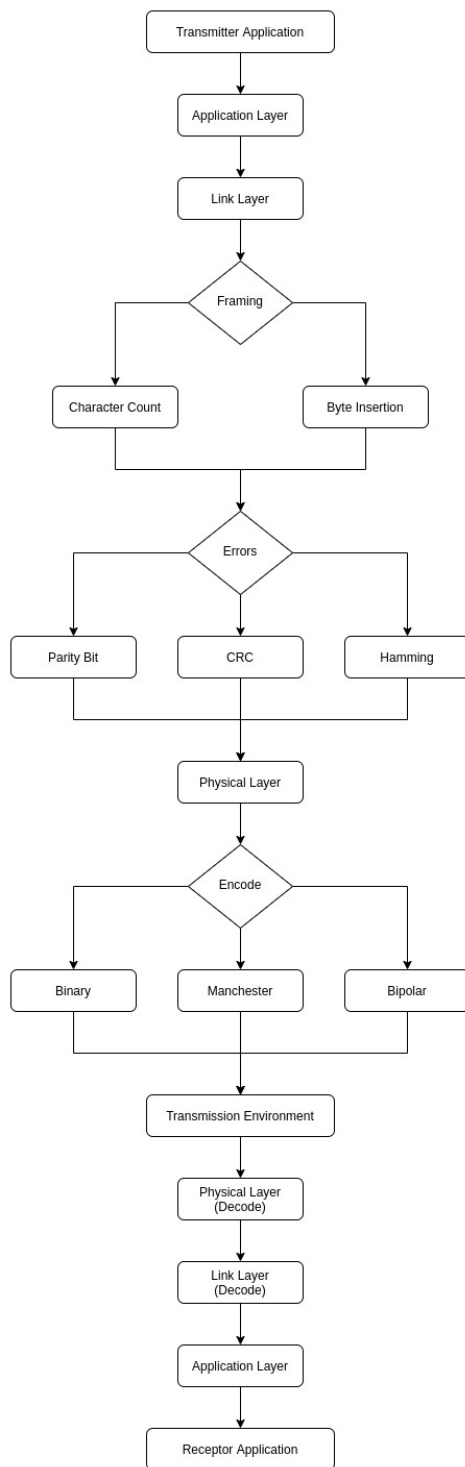 Transmitter Application
Application Layer
Link Layer
Framing
Character Count
Byte Insertion
Errors
Parity Bit
CRC
Hamming
Physical Layer
Encode
Binary
Manchester
Bipolar
Transmission Environment
Physical Layer
(Decode)
Link Layer
(Decode)
Application Layer
Receptor Application